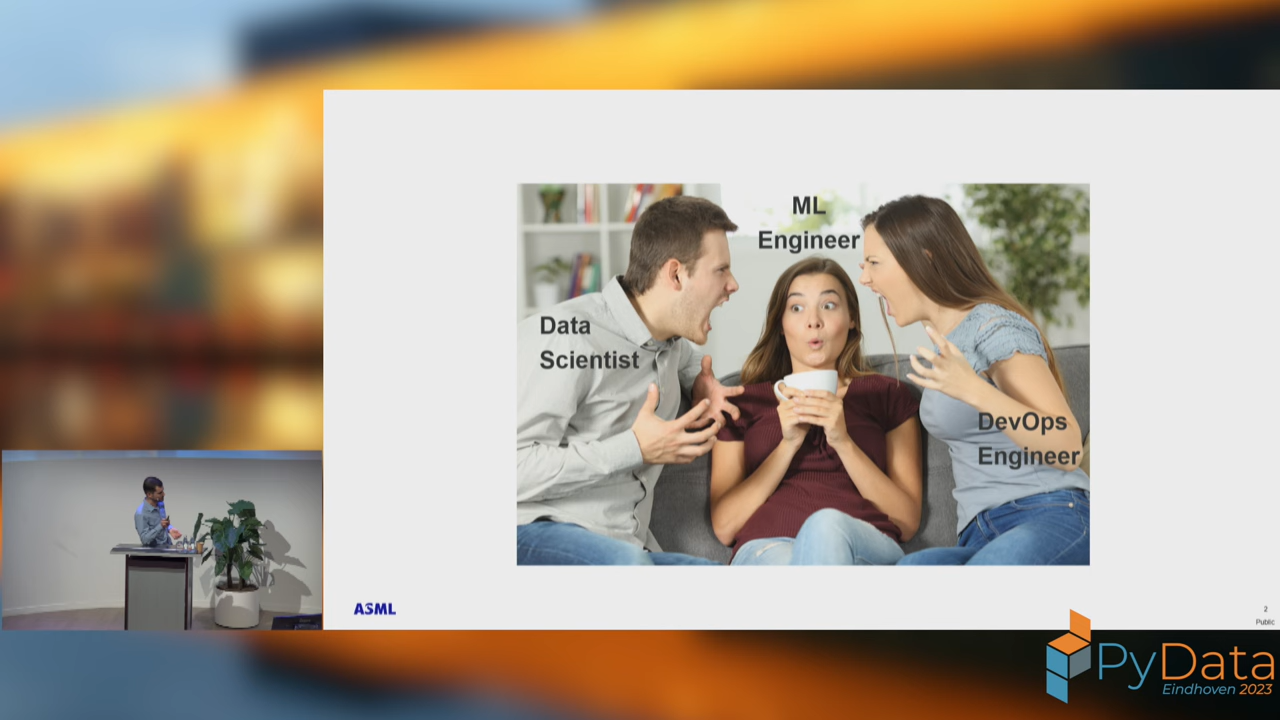 ML
Engineer
Data
Scientist
DevOps
Engineer
ASML
2
Public
PyData
Eindhoven 2023